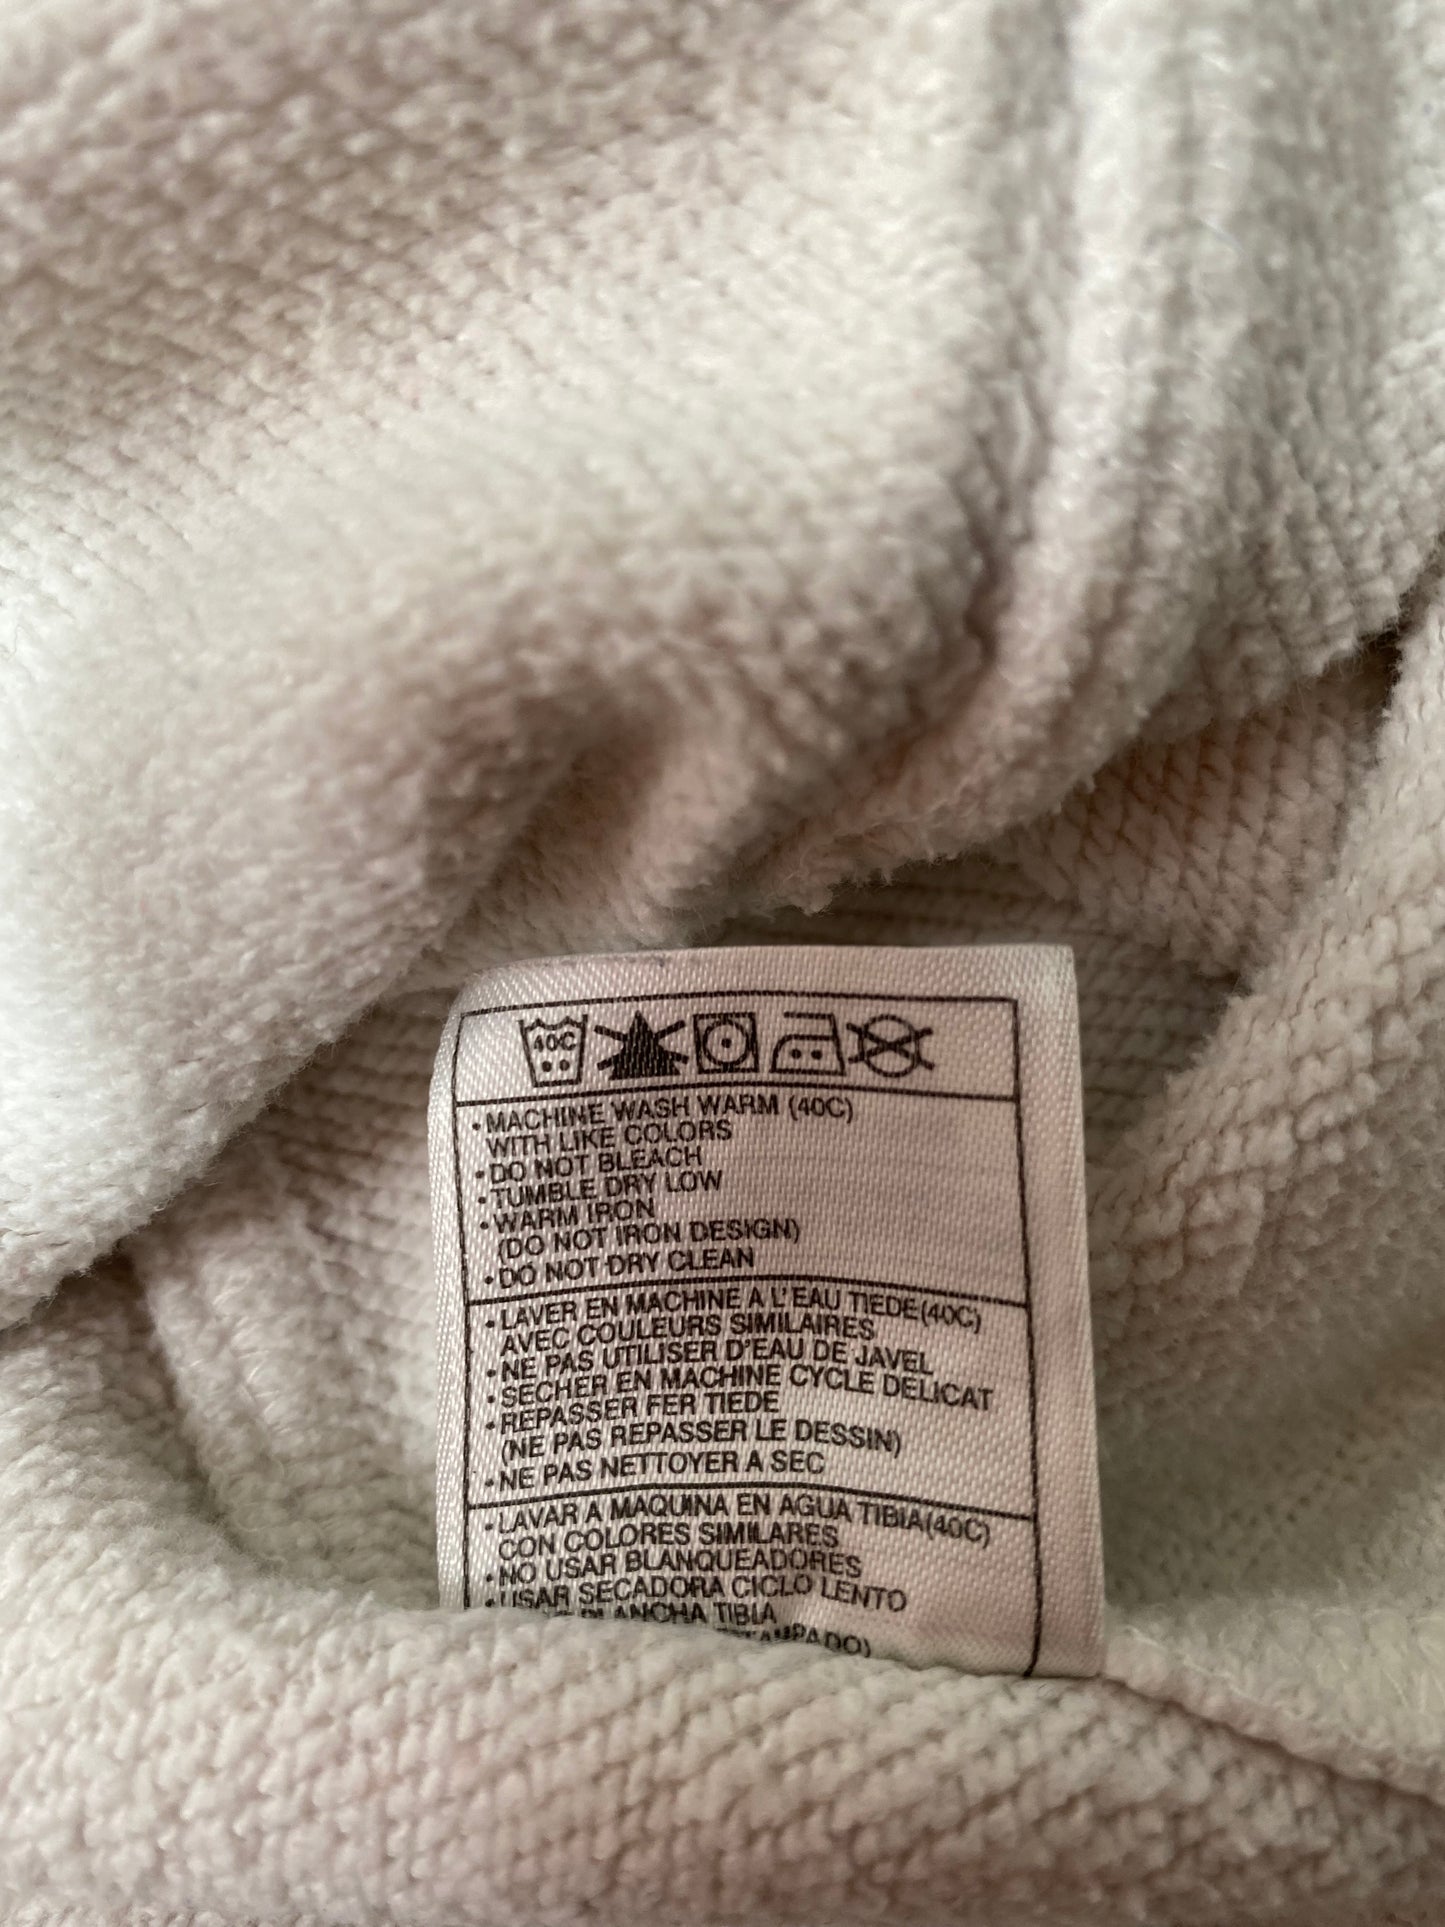 40C
• MACHINE WASH WARM (40C)
WITH LIKE COLORS
• DO NOT BLEACH
• TUMBLE DRY LOW
• WARM IRON
(DO NOT IRON DESIGN)
• DO NOT DRY CLEAN
• LAVER EN MACHINE A L'EAU TIEDE(40C)
AVEC COULEURS SIMILAIRES
• NE PAS UTILISER D'EAU DE JAVEL
• SECHER EN MACHINE CYCLE DELICAT
• REPASSER FER TIEDE
(NE PAS REPASSER LE DESSIN)
• NE PAS NETTOYER A SEC
• LAVAR A MAQUINA EN AGUA TIBIA(40C)
CON COLORES SIMILARES
• NO USAR BLANQUEADORES
• USAR SECADORA CICLO LENTO
PLANCHA TIBIA